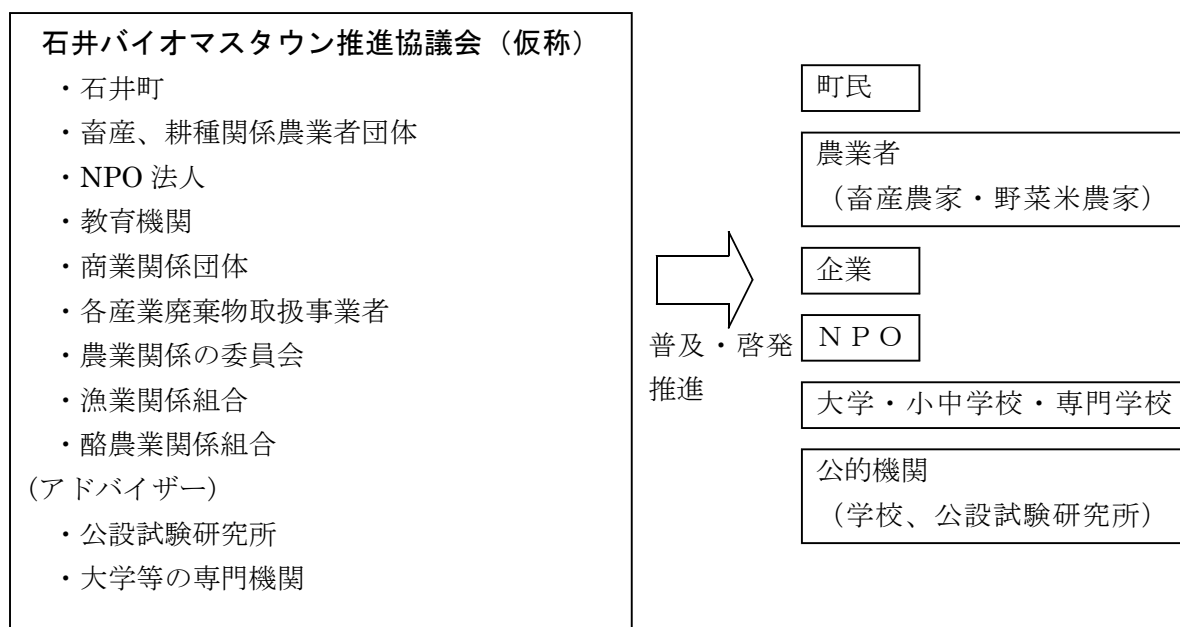 石井バイオマスタウン推進協議会（仮称）
・石井町
・畜産、耕種関係農業者団体
・NPO 法人
・教育機関
・商業関係団体
・各産業廃棄物取扱事業者
・農業関係の委員会
・漁業関係組合
・酪農業関係組合
(アドバイザー)
・公設試験研究所
・大学等の専門機関
普及・啓発
推進
町民
農業者
（畜産農家・野菜米農家）
企業
ＮＰＯ
大学・小中学校・専門学校
公的機関
（学校、公設試験研究所）